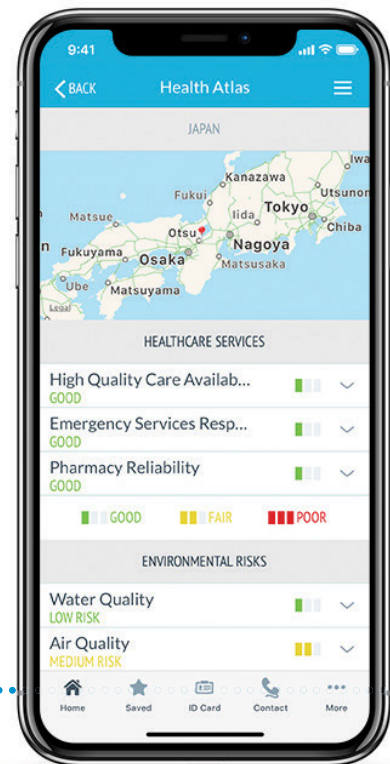 9:41
BACK
Health Atlas
JAPAN
Iwa
Kanazawa
Fukui
Utsunon
Matsue
Iida
Tokyo
Otsu
Chiba
n
Nagoya
Fukuyama
Osaka
Matsusaka
Ube
Matsuyama
Legal
HEALTHCARE SERVICES
High Quality Care Availab...
GOOD
Emergency Services Resp...
GOOD
Pharmacy Reliability
GOOD
GOOD FAIR POOR
ENVIRONMENTAL RISKS
Water Quality
LOW RISK
Air Quality
MEDIUM RISK
Home Saved ID Card Contact More